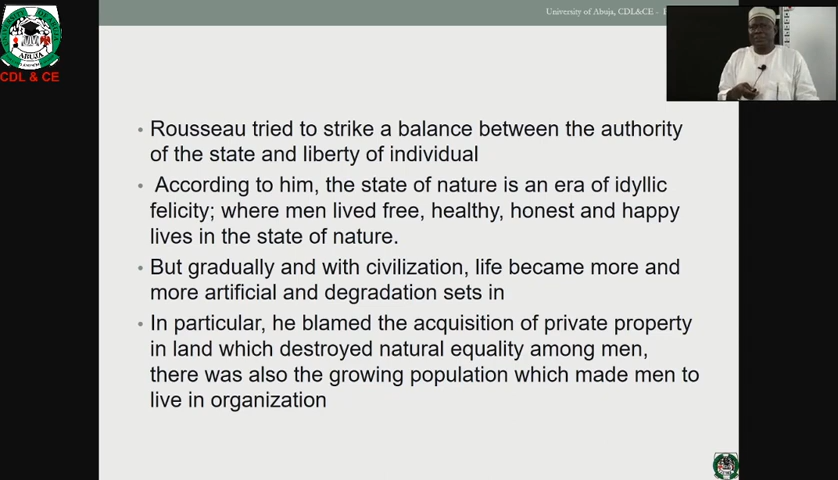 University of Abuja, CDL&CE -
CDL & CE
ABUJA
• Rousseau tried to strike a balance between the authority
of the state and liberty of individual
• According to him, the state of nature is an era of idyllic
felicity; where men lived free, healthy, honest and happy
lives in the state of nature.
• But gradually and with civilization, life became more and
more artificial and degradation sets in
• In particular, he blamed the acquisition of private property
in land which destroyed natural equality among men,
there was also the growing population which made men to
live in organization